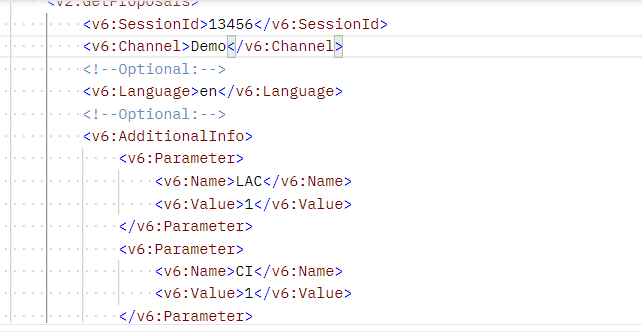 <v2:GetProposals>
<v6:SessionId>13456</v6:SessionId>
<v6:Channel>Demo</v6:Channel>
<!--Optional:-->
<v6:Language>en</v6:Language>
<!--Optional:-->
<v6:AdditionalInfo>
<v6:Parameter>
<v6:Name>LAC</v6:Name>
<v6:Value>1</v6:Value>
</v6:Parameter>
<v6:Parameter>
<v6:Name>CI</v6:Name>
<v6:Value>1</v6:Value>
</v6:Parameter>